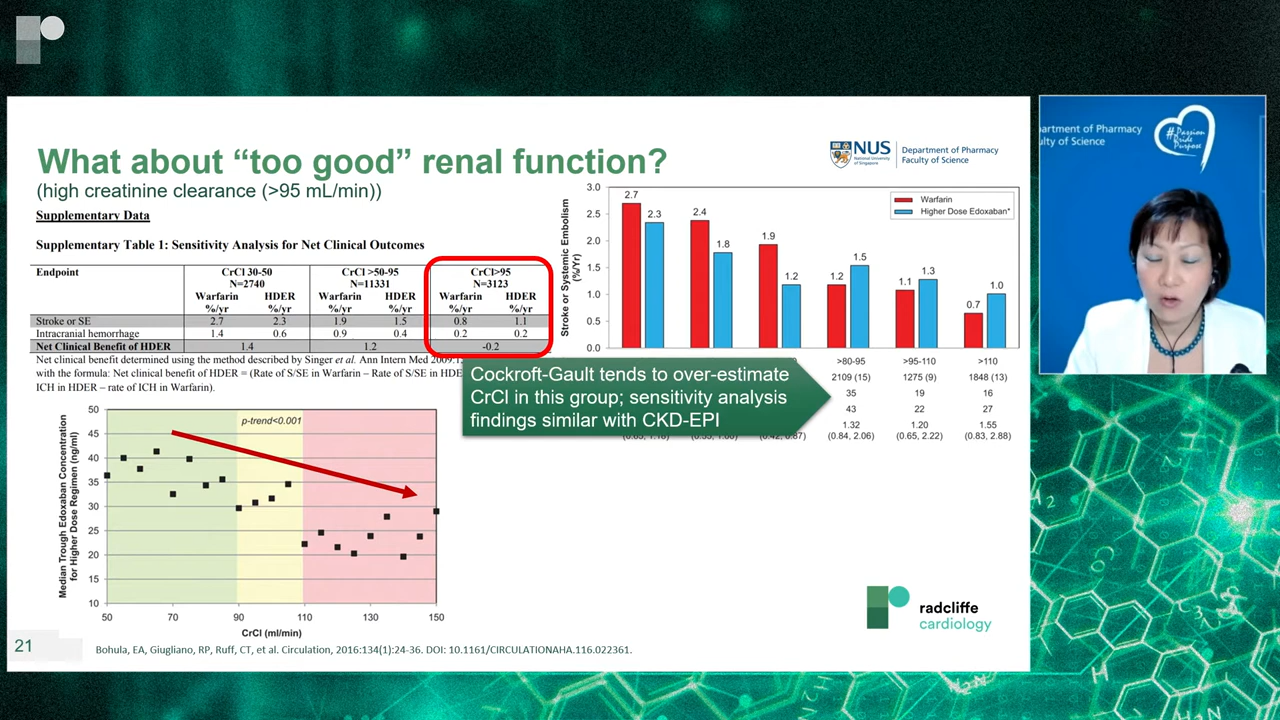 What about “too good” renal function?
(high creatinine clearance (>95 mL/min))
NUS
National University
of Singapore
Department of Pharmacy
Faculty of Science
Supplementary Data
Supplementary Table 1: Sensitivity Analysis for Net Clinical Outcomes
Endpoint CrCl 30-50 CrCl >50-95 CrCl>95
N=2740 N=11331 N=3123
Warfarin HDER Warfarin HDER Warfarin HDER
%/yr %/yr %/yr %/yr %/yr %/yr
Stroke or SE 2.7 2.3 1.9 1.5 0.8 1.1
Intracranial hemorrhage 1.4 0.6 0.9 0.4 0.2 0.2
Net Clinical Benefit of HDER 1.4 1.2 -0.2
Net clinical benefit determined using the method described by Singer et al. Ann Intern Med 2009
with the formula: Net clinical benefit of HDER = (Rate of S/SE in Warfarin – Rate of S/SE in HDE
ICH in HDER – rate of ICH in Warfarin).
Stroke or Systemic Embolism
(%/Yr)
3.0
2.5
2.0
1.5
1.0
0.5
0.0
Warfarin
Higher Dose Edoxaban*
2.7 2.3 2.4 1.8 1.9 1.2 1.2 1.5 1.1 1.3 0.7 1.0
>80-95 >95-110 >110
2109 (15) 1275 (9) 1848 (13)
35 19 16
43 22 27
1.32 1.20 1.55
(0.84, 2.06) (0.65, 2.22) (0.83, 2.88)
Cockroft-Gault tends to over-estimate
CrCl in this group; sensitivity analysis
findings similar with CKD-EPI
Median Trough Edoxaban Concentration
for Higher Dose Regimen (ng/ml)
50
45
40
35
30
25
20
15
10
p-trend<0.001
50 70 90 110 130 150
CrCl (ml/min)
radcliffe
cardiology
21
Bohula, EA, Giugliano, RP, Ruff, CT, et al. Circulation, 2016:134(1):24-36. DOI: 10.1161/CIRCULATIONAHA.116.022361.
partment of Pharmacy
ulty of Science
#Passion
Pride
Purpose